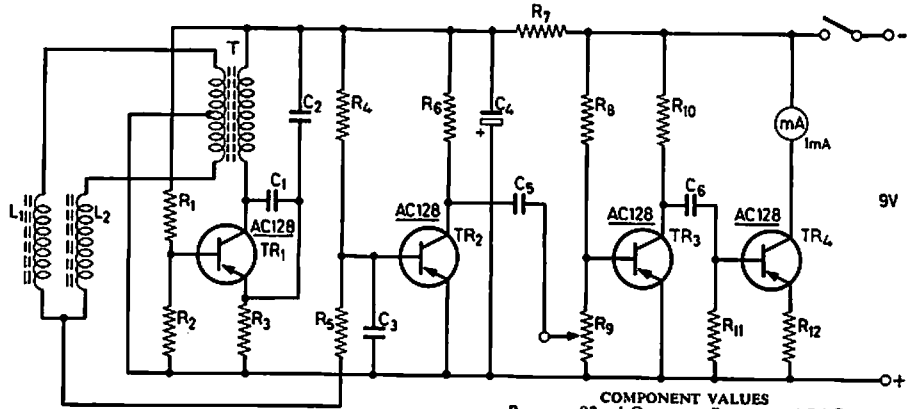 R7
T
C2
R4
R6
C4
+
R8
R10
mA
1mA
-
L1
L2
R1
C1
AC128
TR1
AC128
TR2
C5
AC128
TR3
C6
AC128
TR4
9V
R2
R3
R5
C3
R9
R11
R12
+
COMPONENT VALUES